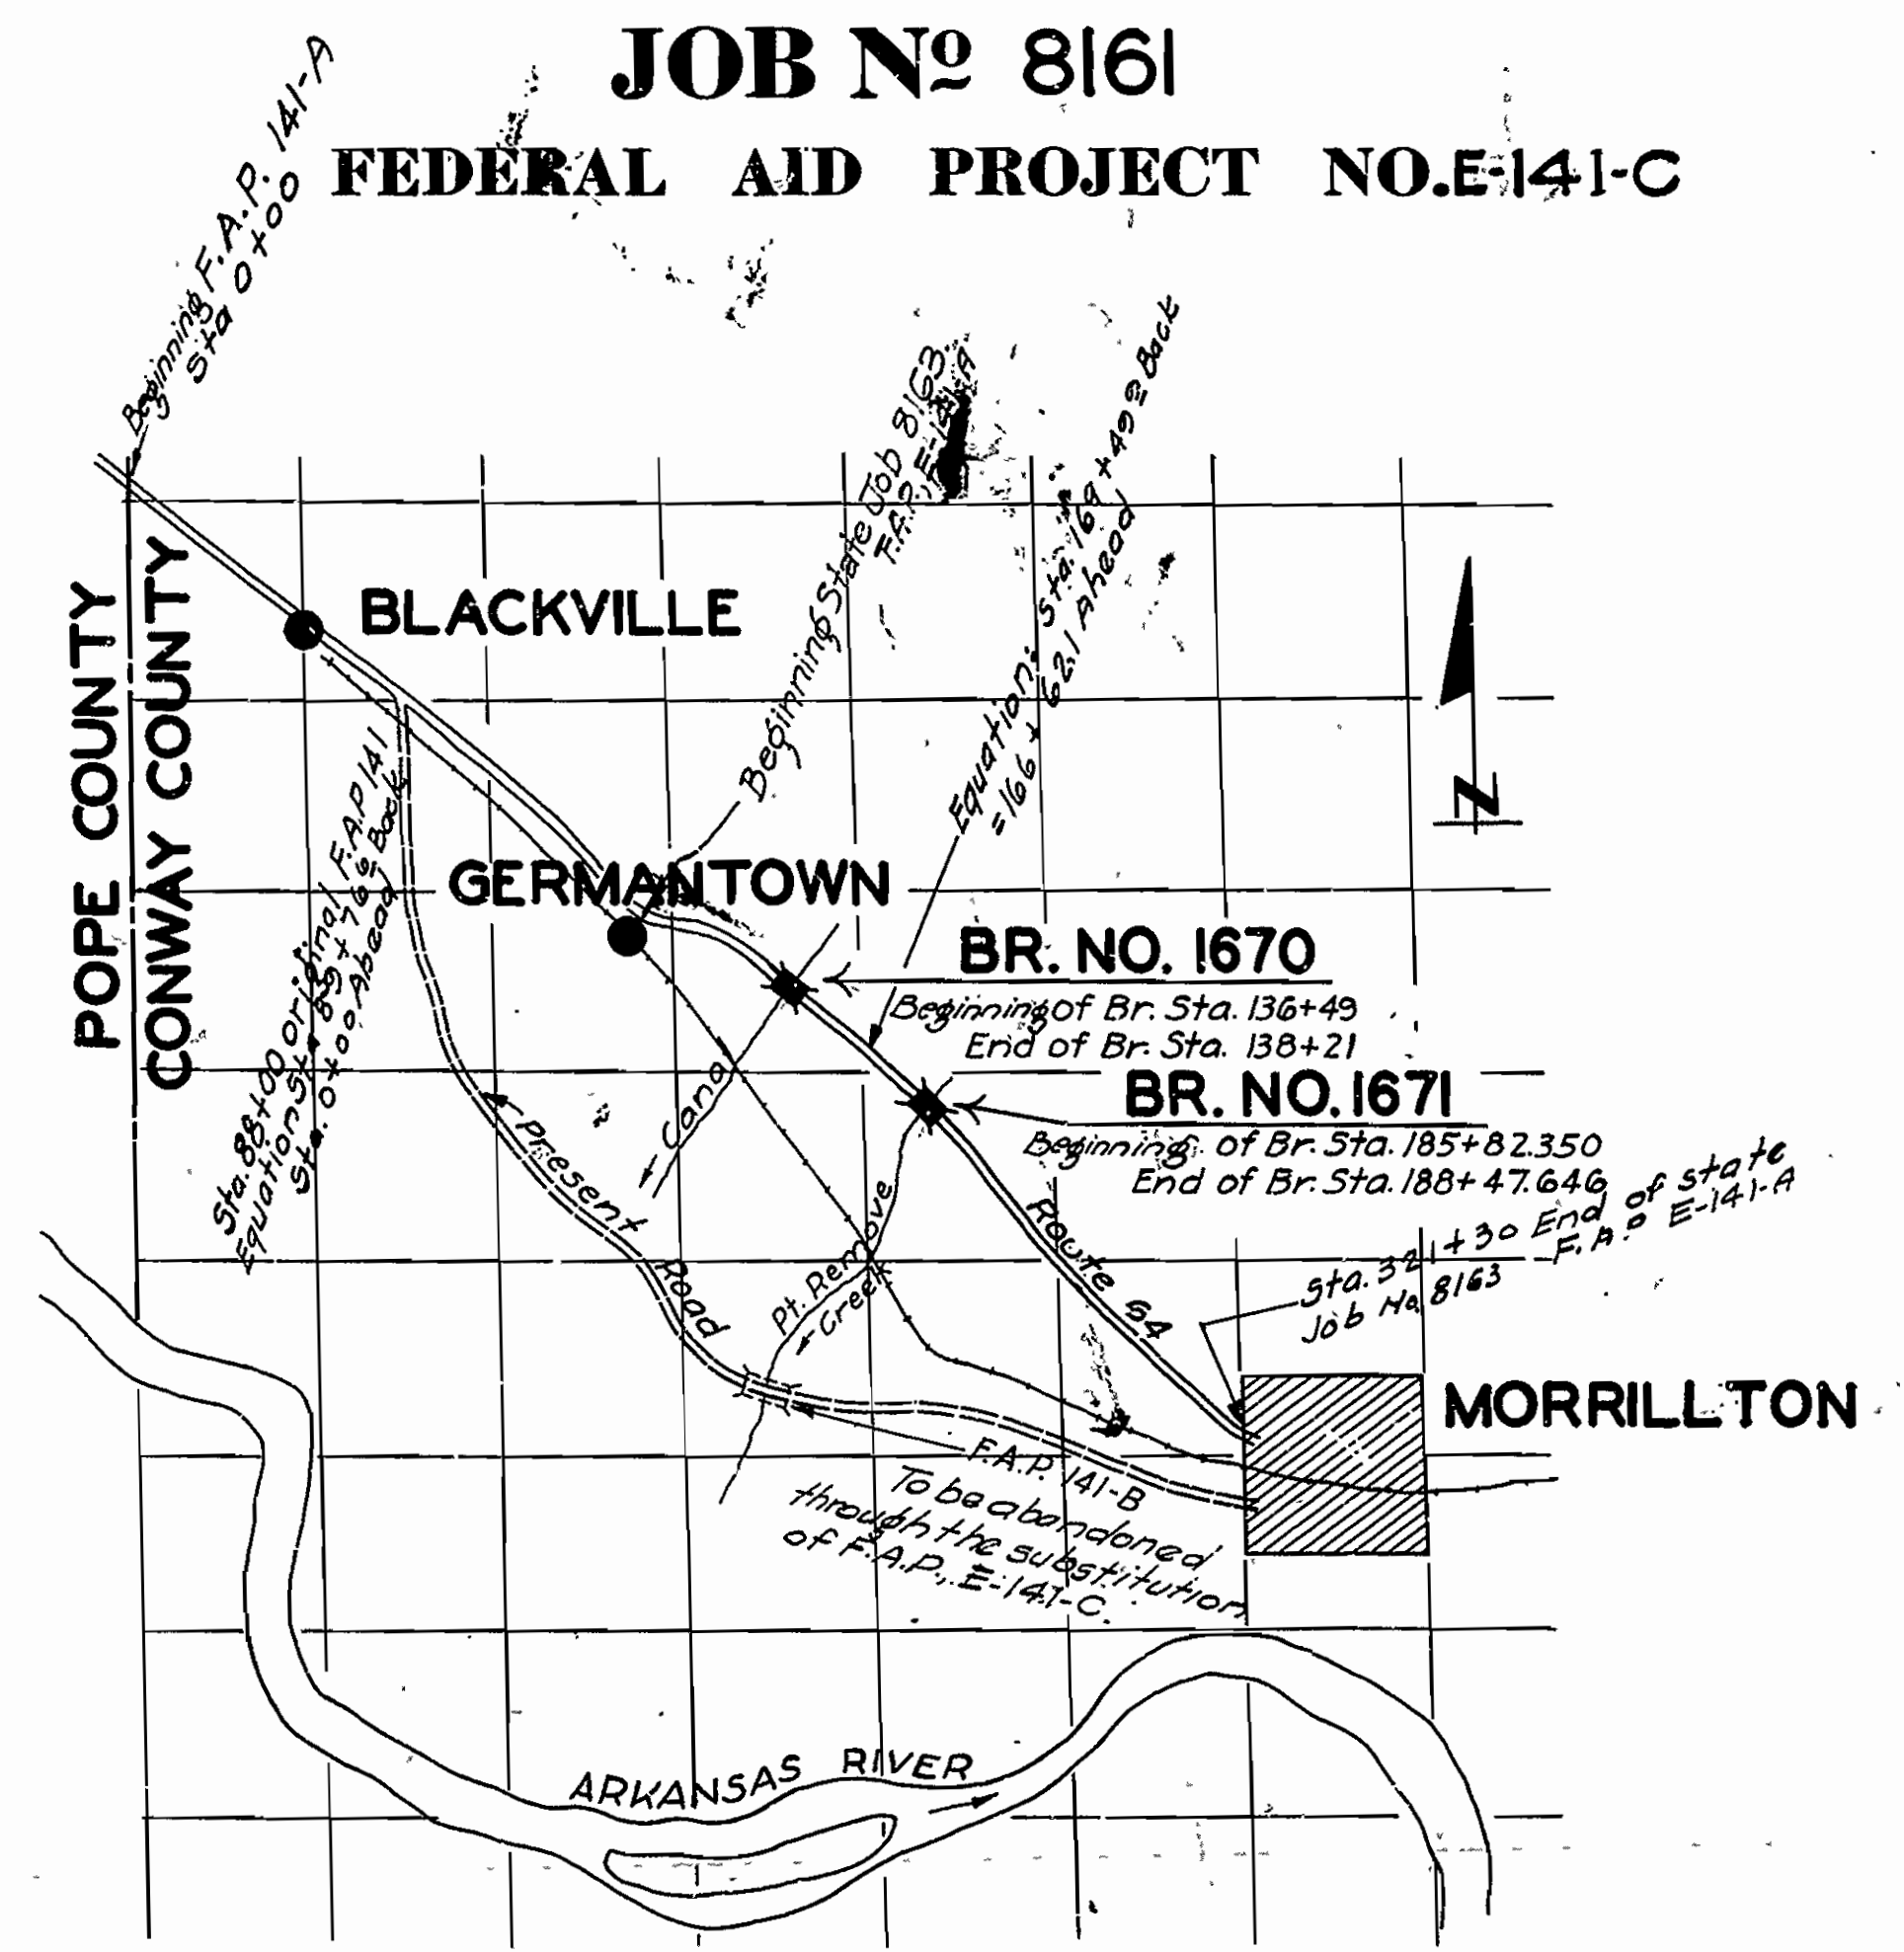 JOB No 8161
FEDERAL AID PROJECT NO. E-141-C
Beginning F.A.P. 141-A
Sta 0+00
Beginning State Job 8163
F.A.P. E-141-A
Equation: Sta. 169+49.9 Back
=166+62.1 Ahead
POPE COUNTY
CONWAY COUNTY
BLACKVILLE
GERMANTOWN
N
Sta. 88+00 original F.A.P 141
Equation Sta. 89+76.6 Back
Sta. 0+00 Ahead
BR. NO. 1670
Beginning of Br. Sta. 136+49
End of Br. Sta. 138+21
BR. NO. 1671
Beginning of Br. Sta. 185+82.350
End of Br. Sta. 188+47.646
Cana
Present Road
Pt. Remove
Creek
Route 64
Sta. 321+30 End of state
Job No. 8163 F.A.P E-141-A
MORRILLTON
F.A.P. 141-B
To be abandoned
through the substitution
of F.A.P. E-141-C.
ARKANSAS RIVER